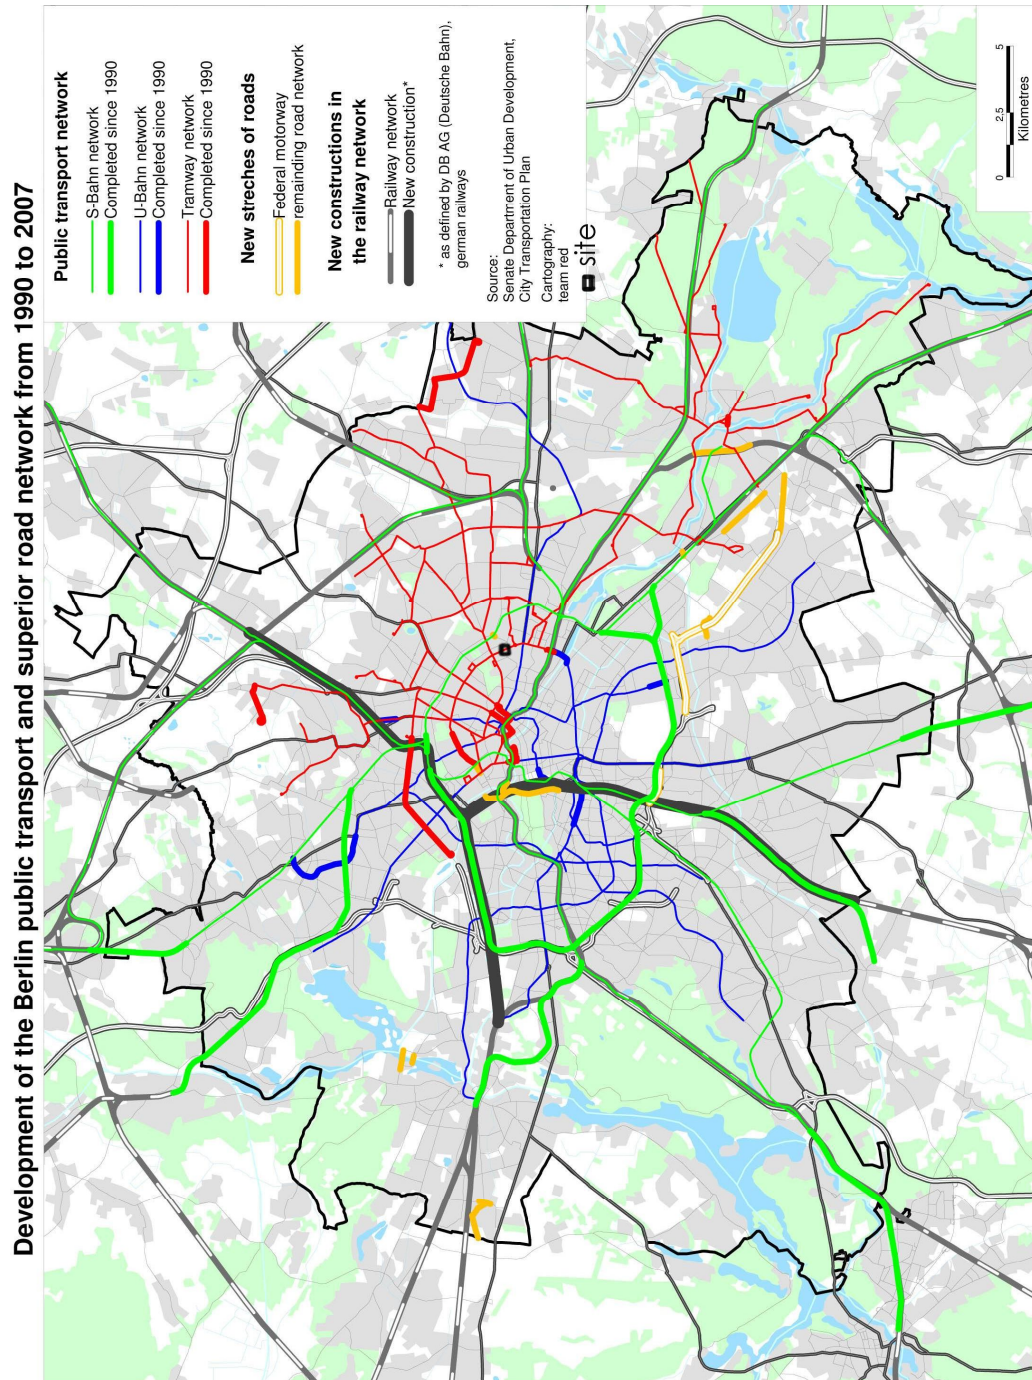 Development of the Berlin public transport and superior road network from 1990 to 2007
Public transport network
S-Bahn network
Completed since 1990
U-Bahn network
Completed since 1990
Tramway network
Completed since 1990
New streches of roads
Federal motorway
remainding road network
New constructions in
the railway network
Railway network
New construction*
* as defined by DB AG (Deutsche Bahn),
german railways
Source:
Senate Department of Urban Development,
City Transportation Plan
Cartography:
team red
site
0 2.5 5
Kilometres